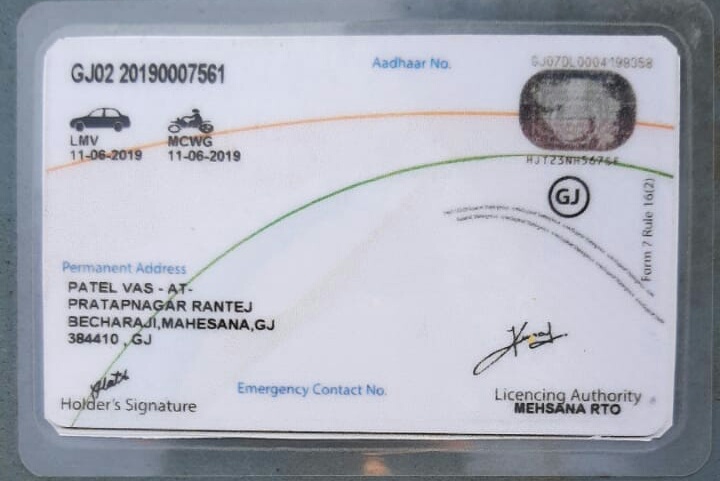 GJ02 20190007561
Aadhaar No.
GJ07DL0004199358
LMV
11-06-2019
MCWG
11-06-2019
GJ
Form 7 Rule 16(2)
Permanent Address
PATEL VAS - AT-
PRATAPNAGAR RANTEJ
BECHARAJI,MAHESANA,GJ
384410 , GJ
Emergency Contact No.
Holder's Signature
Licencing Authority
MEHSANA RTO